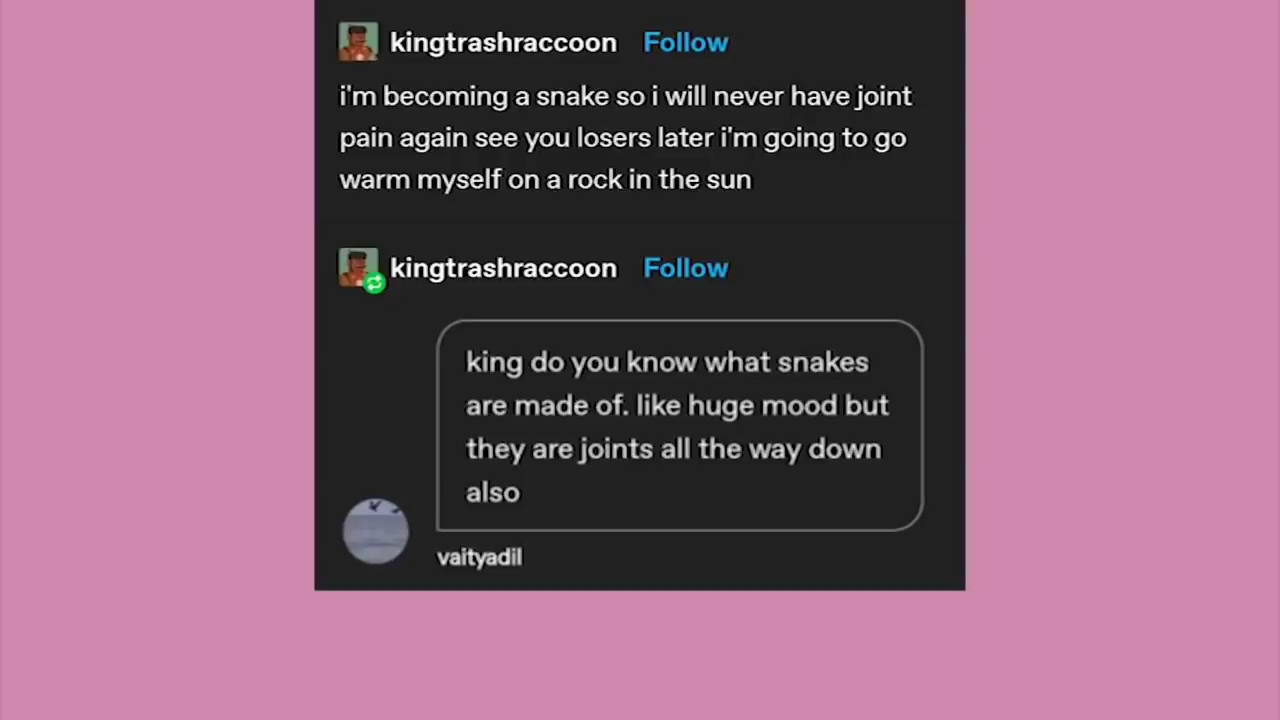 kingtrashraccoon Follow
i'm becoming a snake so i will never have joint
pain again see you losers later i'm going to go
warm myself on a rock in the sun
kingtrashraccoon Follow
king do you know what snakes
are made of. like huge mood but
they are joints all the way down
also
vaityadil